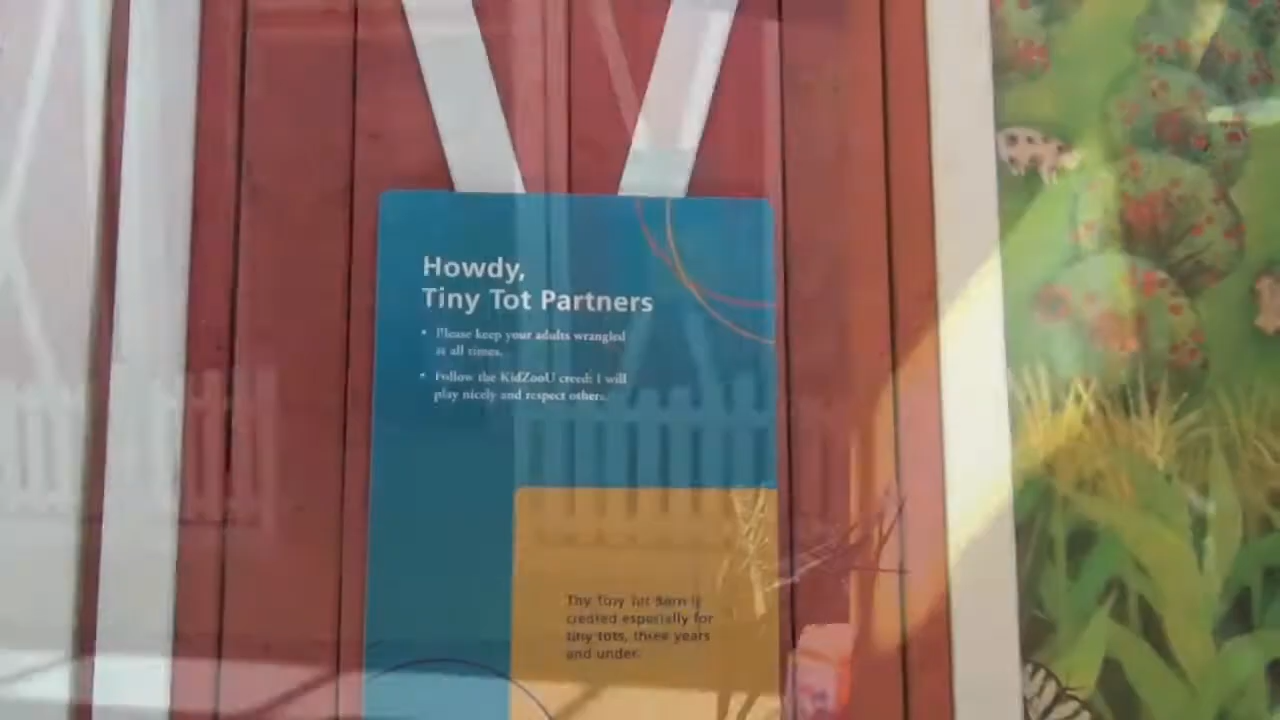 Howdy,
Tiny Tot Partners
• Please keep your adults wrangled
at all times.
• Follow the KidZooU creed: I will
play nicely and respect others.
Thy Tiny Tot Barn is
created especially for
tiny tots, three years
and under.